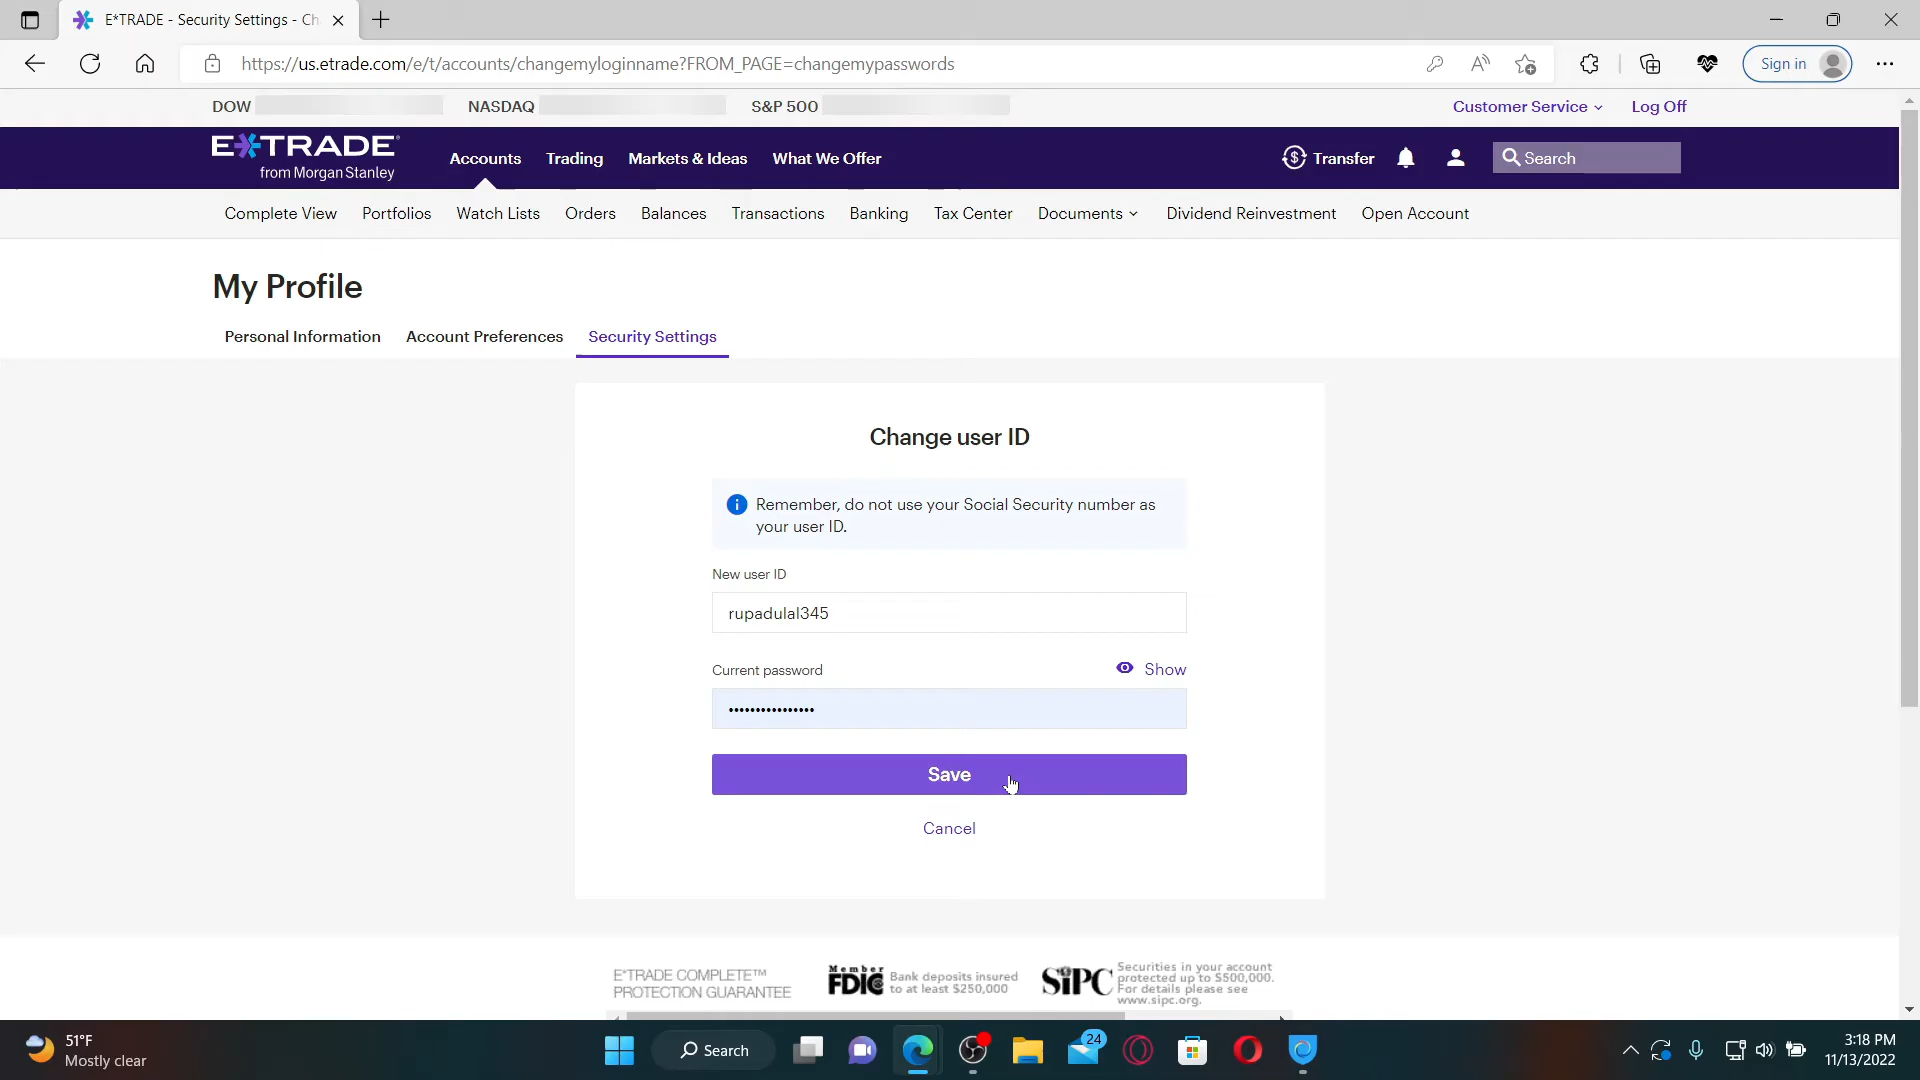 E*TRADE - Security Settings - Ch
https://us.etrade.com/e/t/accounts/changemyloginname?FROM_PAGE=changemypasswords
Sign in
DOW NASDAQ S&P 500
Customer Service Log Off
E*TRADE
from Morgan Stanley
Accounts Trading Markets & Ideas What We Offer
Transfer
Search
Complete View Portfolios Watch Lists Orders Balances Transactions Banking Tax Center Documents Dividend Reinvestment Open Account
My Profile
Personal Information Account Preferences Security Settings
Change user ID
Remember, do not use your Social Security number as
your user ID.
New user ID
rupadulal345
Current password Show
••••••••••••••••
Save
Cancel
E*TRADE COMPLETE™
PROTECTION GUARANTEE
Member
FDIC
Bank deposits insured
to at least $250,000
SIPC
Securities in your account
protected up to $500,000.
For details please see
www.sipc.org.
51°F
Mostly clear
Search
24
3:18 PM
11/13/2022